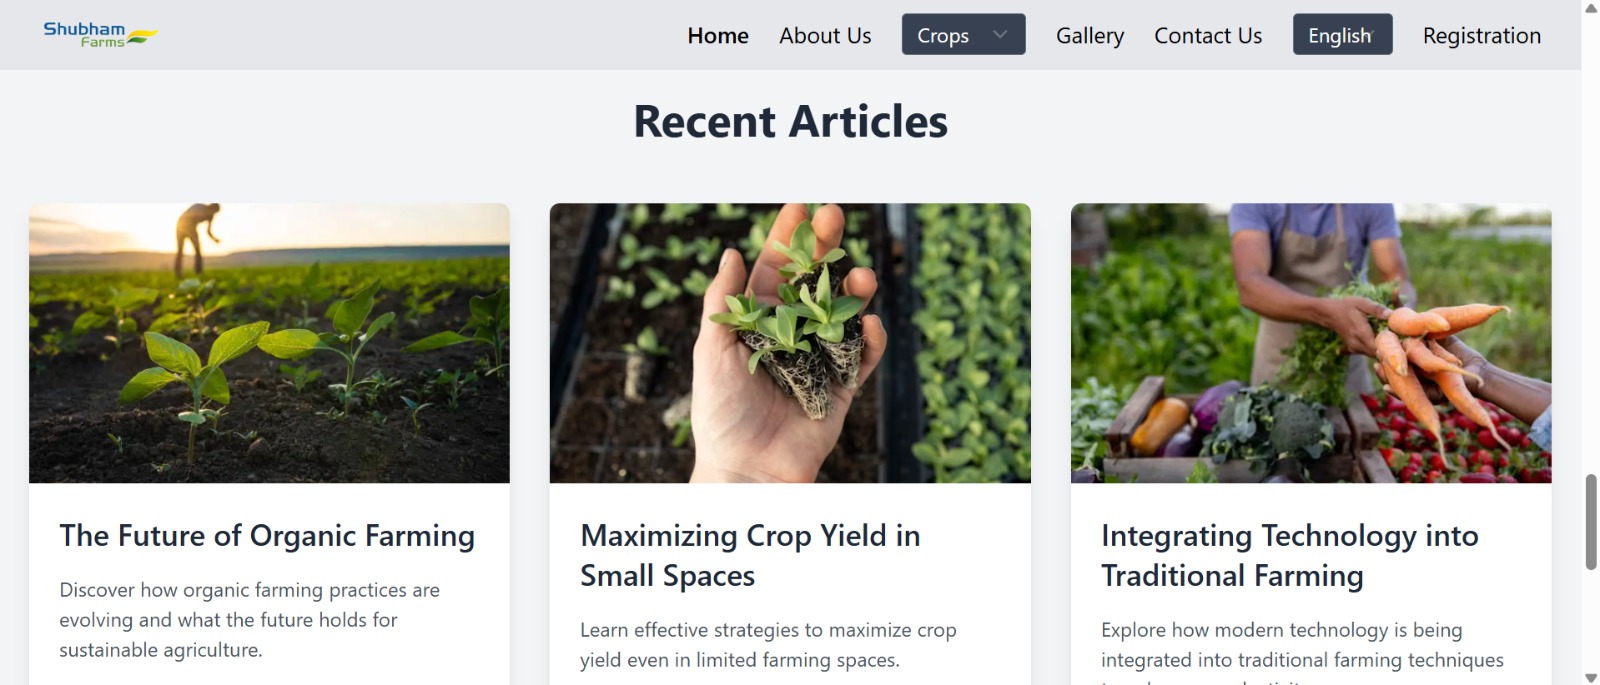 Shubham
Farms
Home About Us Crops Gallery Contact Us English Registration
Recent Articles
The Future of Organic Farming
Discover how organic farming practices are
evolving and what the future holds for
sustainable agriculture.
Maximizing Crop Yield in
Small Spaces
Learn effective strategies to maximize crop
yield even in limited farming spaces.
Integrating Technology into
Traditional Farming
Explore how modern technology is being
integrated into traditional farming techniques